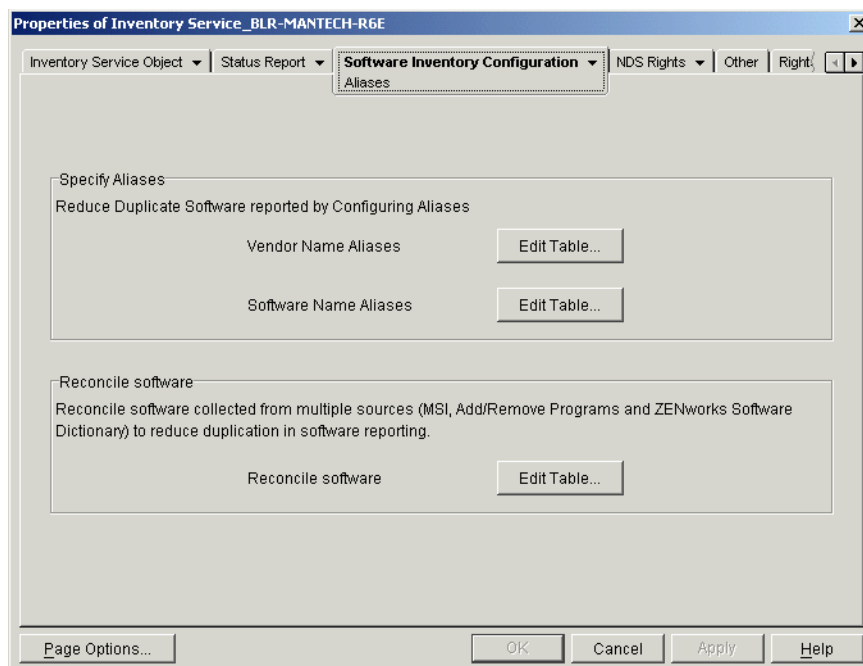 Properties of Inventory Service_BLR-MANTECH-R6E
Inventory Service Object
Status Report
Software Inventory Configuration
NDS Rights
Other
Aliases
Specify Aliases
Reduce Duplicate Software reported by Configuring Aliases
Vendor Name Aliases
Edit Table...
Software Name Aliases
Edit Table...
Reconcile software
Reconcile software collected from multiple sources (MSI, Add/Remove Programs and ZENworks Software
Dictionary) to reduce duplication in software reporting.
Reconcile software
Edit Table...
Page Options...
OK
Cancel
Apply
Help